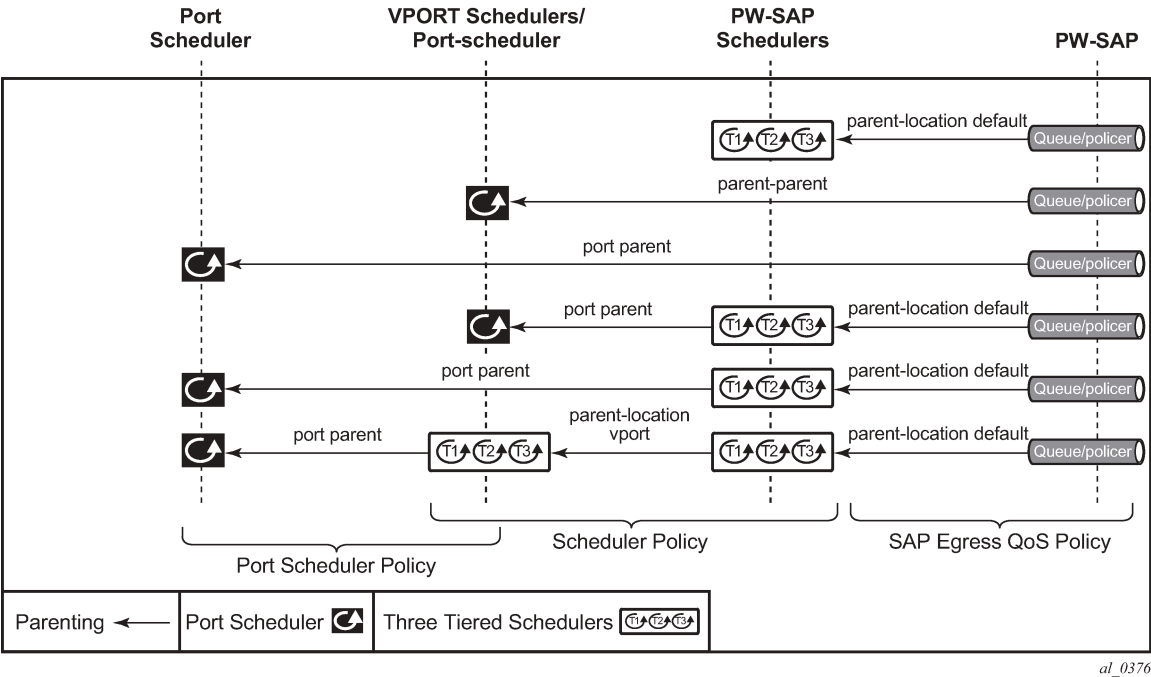 Port
Scheduler
VPORT Schedulers/
Port-scheduler
PW-SAP
Schedulers
PW-SAP
parent-location default
T1 T2 T3
Queue/policer
parent-parent
Queue/policer
port parent
Queue/policer
port parent
T1 T2 T3
parent-location default
Queue/policer
port parent
T1 T2 T3
parent-location default
Queue/policer
port parent
T1 T2 T3
parent-location
vport
T1 T2 T3
parent-location default
Queue/policer
Port Scheduler Policy
Scheduler Policy
SAP Egress QoS Policy
Parenting
Port Scheduler
Three Tiered Schedulers
T1 T2 T3
al_0376